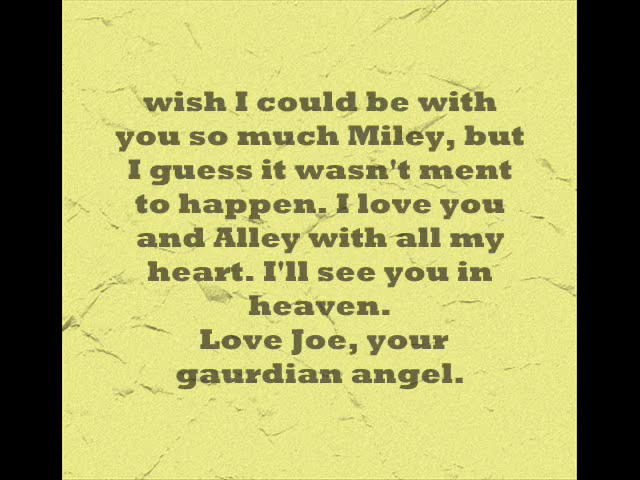 wish I could be with
you so much Miley, but
I guess it wasn't ment
to happen. I love you
and Alley with all my
heart. I'll see you in
heaven.
Love Joe, your
gaurdian angel.